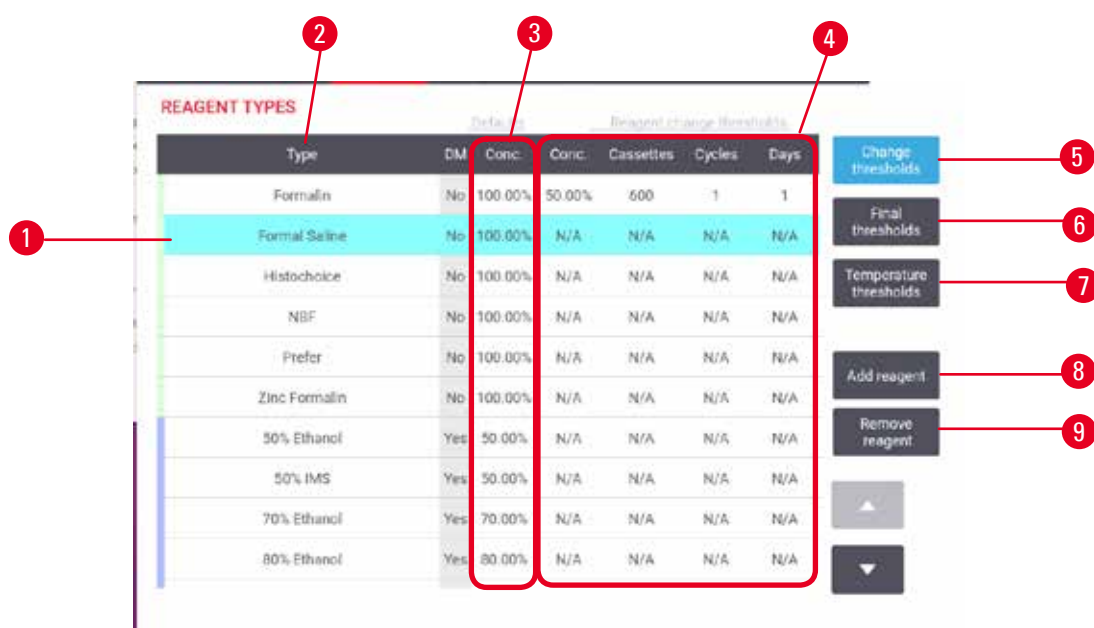 2 3 4
REAGENT TYPES
Defaults Reagent change thresholds
Type DM Conc. Conc. Cassettes Cycles Days
Formalin No 100.00% 50.00% 600 1 1
Formal Saline No 100.00% N/A N/A N/A N/A
Histochoice No 100.00% N/A N/A N/A N/A
NBF No 100.00% N/A N/A N/A N/A
Prefer No 100.00% N/A N/A N/A N/A
Zinc Formalin No 100.00% N/A N/A N/A N/A
50% Ethanol Yes 50.00% N/A N/A N/A N/A
50% IMS Yes 50.00% N/A N/A N/A N/A
70% Ethanol Yes 70.00% N/A N/A N/A N/A
80% Ethanol Yes 80.00% N/A N/A N/A N/A
1
Change
thresholds
5
Final
thresholds
6
Temperature
thresholds
7
Add reagent
8
Remove
reagent
9